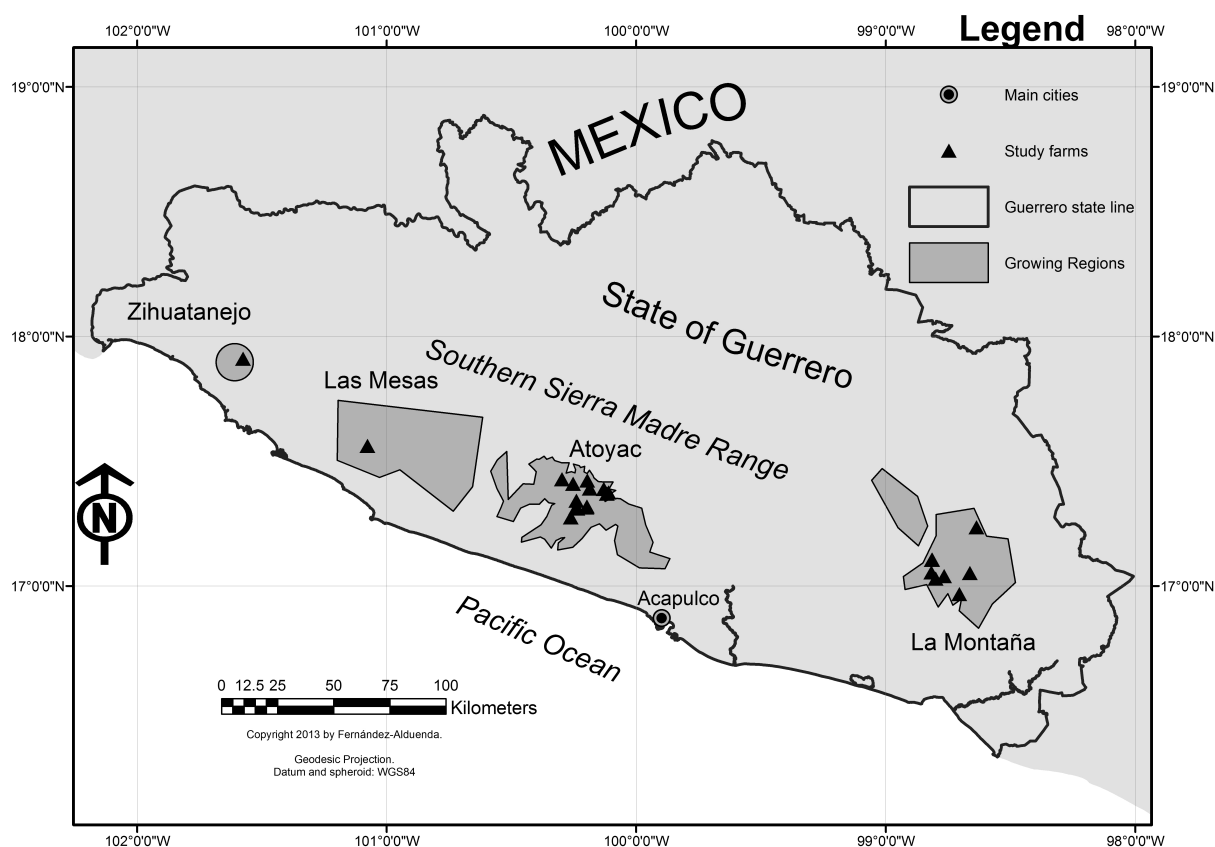 Legend
102°0'0"W 101°0'0"W 100°0'0"W 99°0'0"W 98°0'0"W
19°0'0"N 19°0'0"N
Main cities
MEXICO
Study farms
Guerrero state line
Growing Regions
Zihuatanejo
State of Guerrero
18°0'0"N 18°0'0"N
Southern Sierra Madre Range
Las Mesas
Atoyac
N
17°0'0"N 17°0'0"N
Acapulco
Pacific Ocean
La Montaña
0 12.5 25 50 75 100
Kilometers
Copyright 2013 by Fernández-Alduenda.
Geodesic Projection.
Datum and spheroid: WGS84
102°0'0"W 101°0'0"W 100°0'0"W 99°0'0"W 98°0'0"W